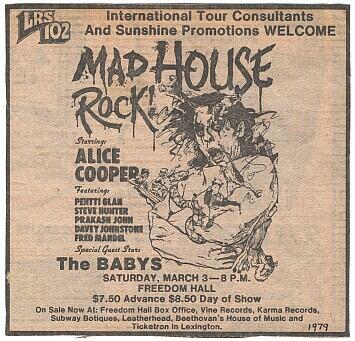 LRS 102
International Tour Consultants
And Sunshine Promotions WELCOME
MAD HOUSE
ROCK!
Starring:
ALICE
COOPER
Featuring:
PENTTI GLAN
STEVE HUNTER
PRAKASH JOHN
DAVEY JOHNSTONE
FRED MANDEL
Special Guest Stars
The BABYS
SATURDAY, MARCH 3—8 P.M.
FREEDOM HALL
$7.50 Advance $8.50 Day of Show
On Sale Now At: Freedom Hall Box Office, Vine Records, Karma Records,
Subway Botiques, Leatherhead, Beethovan's House of Music and
Ticketron in Lexington.
1979